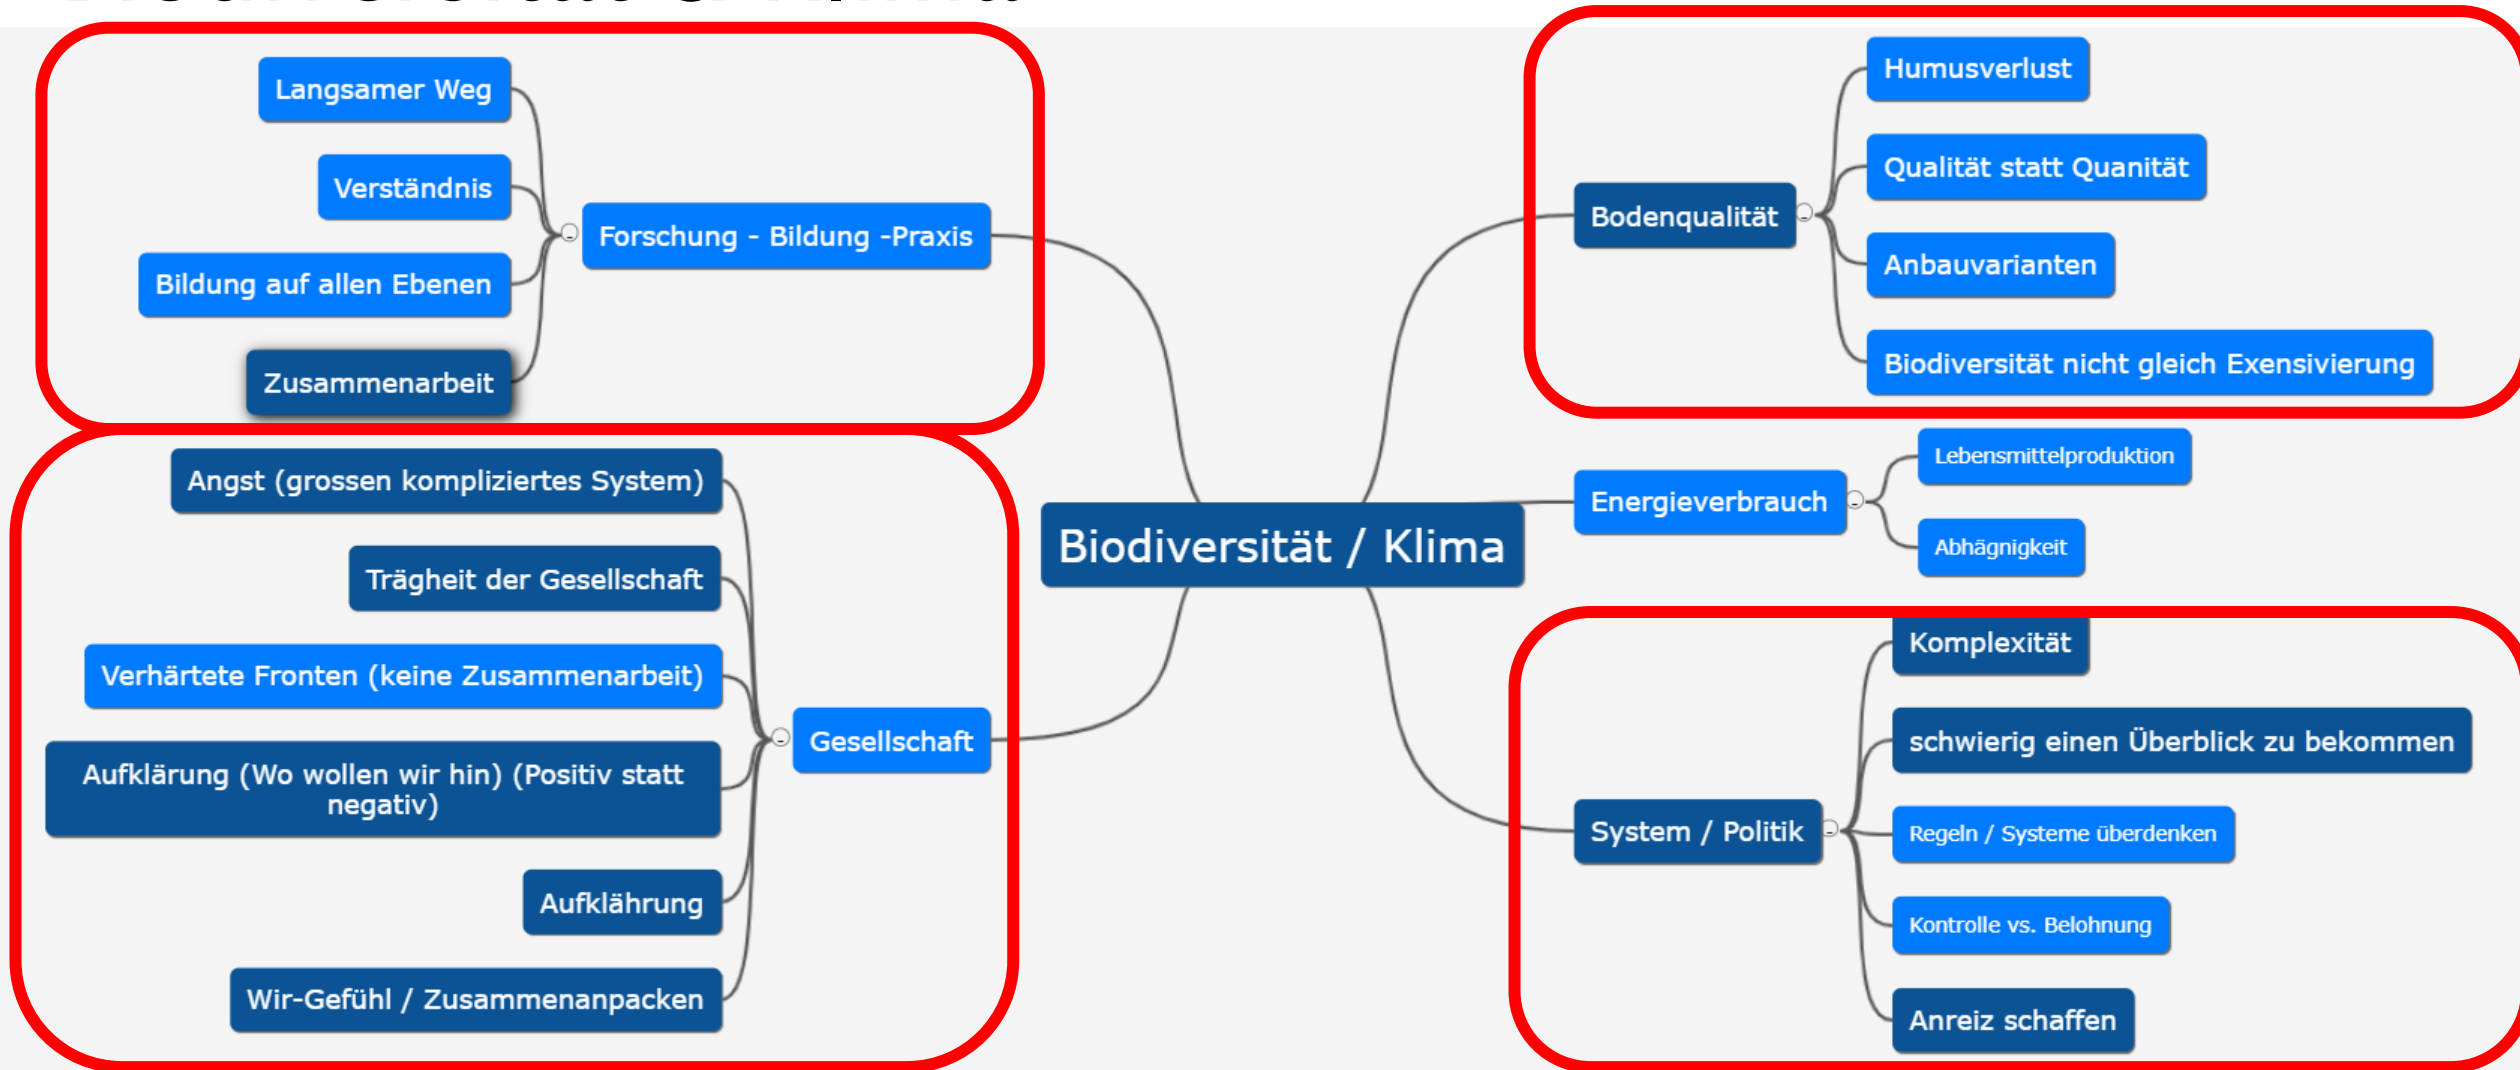 Langsamer Weg
Verständnis
Bildung auf allen Ebenen
Zusammenarbeit
Forschung - Bildung -Praxis
Angst (grossen kompliziertes System)
Trägheit der Gesellschaft
Verhärtete Fronten (keine Zusammenarbeit)
Aufklärung (Wo wollen wir hin) (Positiv statt
negativ)
Aufklährung
Wir-Gefühl / Zusammenanpacken
Gesellschaft
Biodiversität / Klima
Bodenqualität
Humusverlust
Qualität statt Quanität
Anbauvarianten
Biodiversität nicht gleich Exensivierung
Energieverbrauch
Lebensmittelproduktion
Abhägnigkeit
System / Politik
Komplexität
schwierig einen Überblick zu bekommen
Regeln / Systeme überdenken
Kontrolle vs. Belohnung
Anreiz schaffen